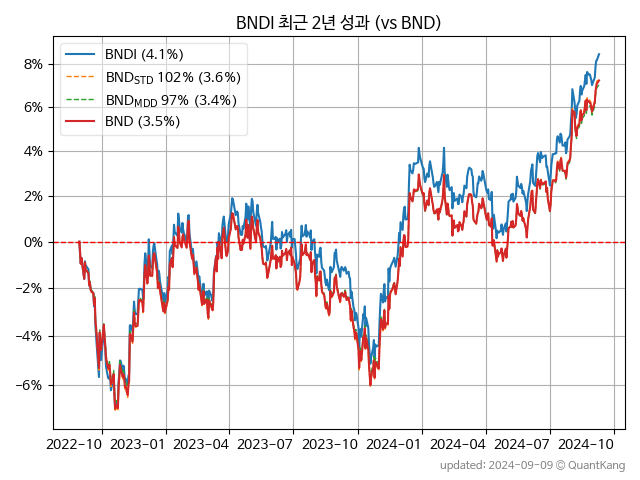 BNDI 최근 2년 성과 (vs BND)
BNDI (4.1%)
BND_STD 102% (3.6%)
BND_MDD 97% (3.4%)
BND (3.5%)
8%
6%
4%
2%
0%
−2%
−4%
−6%
2022-10 2023-01 2023-04 2023-07 2023-10 2024-01 2024-04 2024-07 2024-10
updated: 2024-09-09 © QuantKang